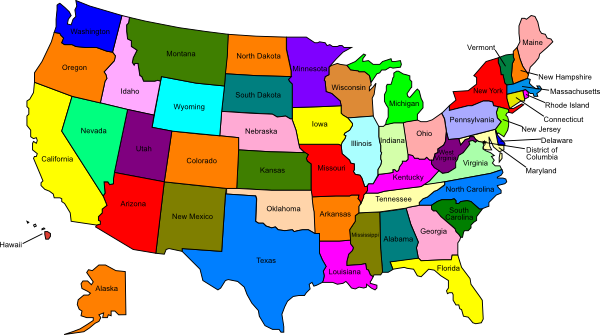 Washington
Oregon
California
Nevada
Idaho
Montana
Wyoming
Utah
Arizona
Colorado
New Mexico
North Dakota
South Dakota
Nebraska
Kansas
Oklahoma
Texas
Minnesota
Iowa
Missouri
Arkansas
Louisiana
Wisconsin
Illinois
Michigan
Indiana
Ohio
Kentucky
Tennessee
Mississippi
Alabama
Georgia
Florida
South
Carolina
North Carolina
Virginia
West
Virginia
Pennsylvania
New York
Vermont
Maine
New Hampshire
Massachusetts
Rhode Island
Connecticut
New Jersey
Delaware
District of
Columbia
Maryland
Hawaii
Alaska